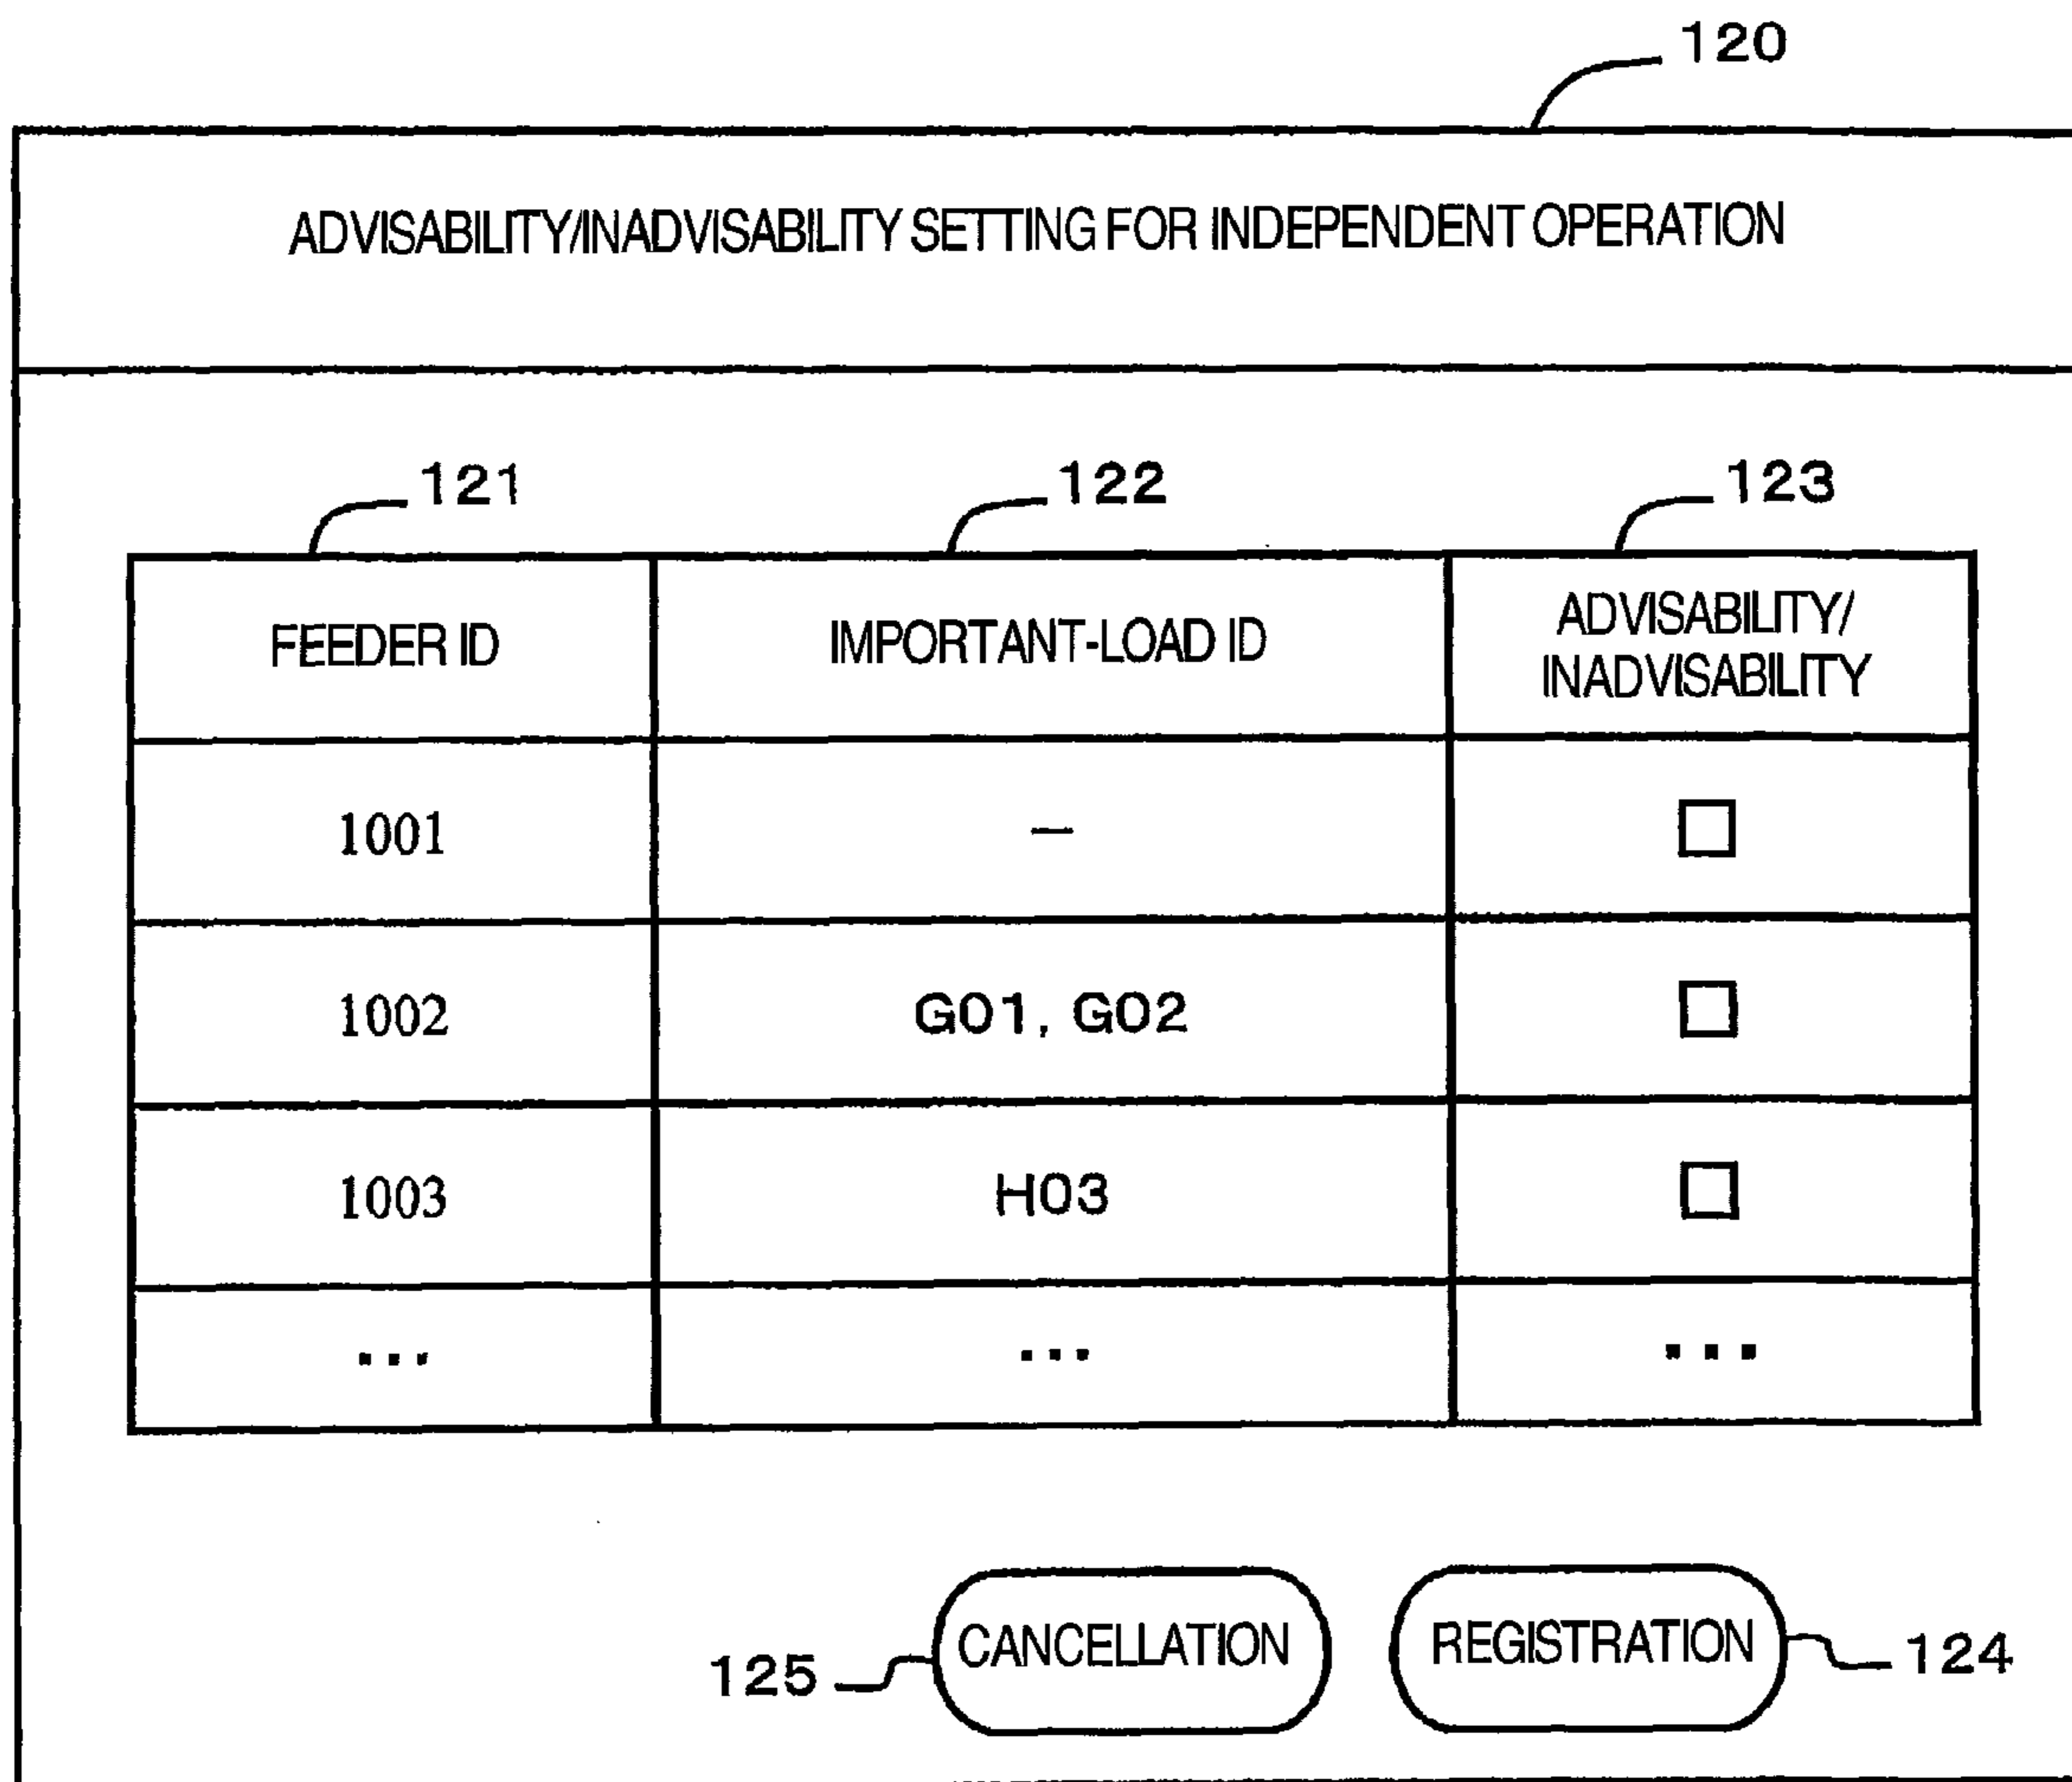 120
ADVISABILITY/INADVISABILITY SETTING FOR INDEPENDENT OPERATION
121
122
123
FEEDER ID
IMPORTANT-LOAD ID
ADVISABILITY/
INADVISABILITY
1001
—
1002
G01, G02
1003
H03
...
...
...
125
CANCELLATION
REGISTRATION
124